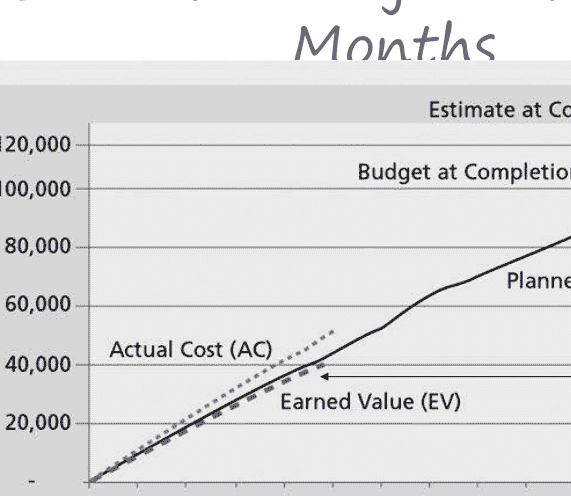 Months
Estimate at Co
120,000
Budget at Completion
100,000
80,000
Planne
60,000
Actual Cost (AC)
40,000
Earned Value (EV)
20,000
-